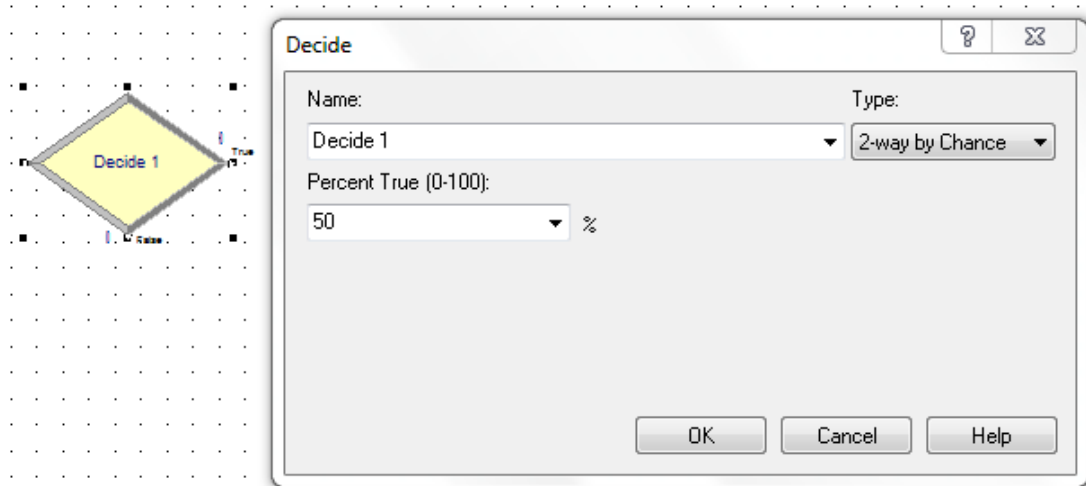 Decide
Name:
Type:
Decide 1
2-way by Chance
Percent True (0-100):
50
%
OK
Cancel
Help
Decide 1
True
False